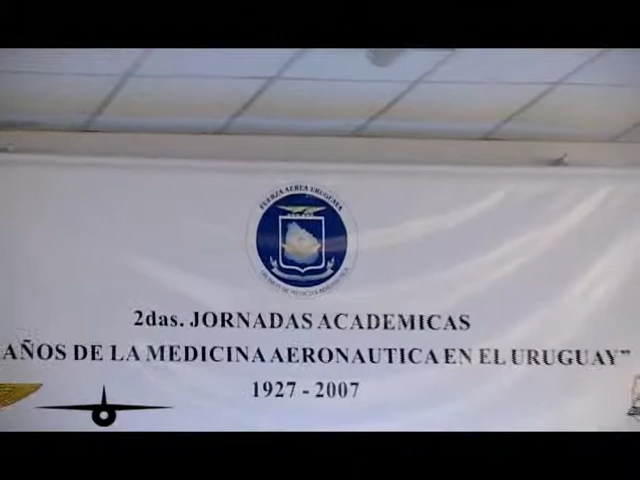 FUERZA AEREA URUGUAYA
2das. JORNADAS ACADEMICAS
AÑOS DE LA MEDICINA AERONAUTICA EN EL URUGUAY”
1927 - 2007